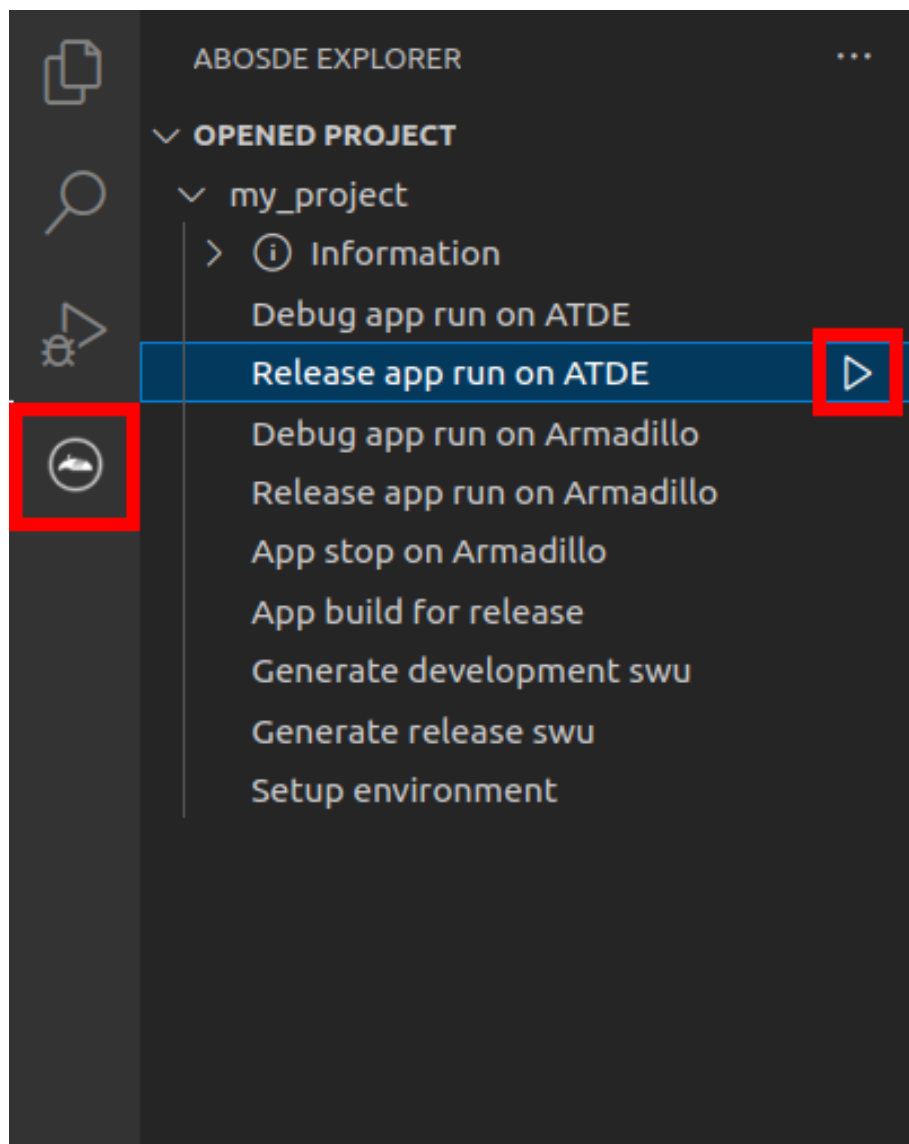 ABOSDE EXPLORER
OPENED PROJECT
my_project
Information
Debug app run on ATDE
Release app run on ATDE
Debug app run on Armadillo
Release app run on Armadillo
App stop on Armadillo
App build for release
Generate development swu
Generate release swu
Setup environment